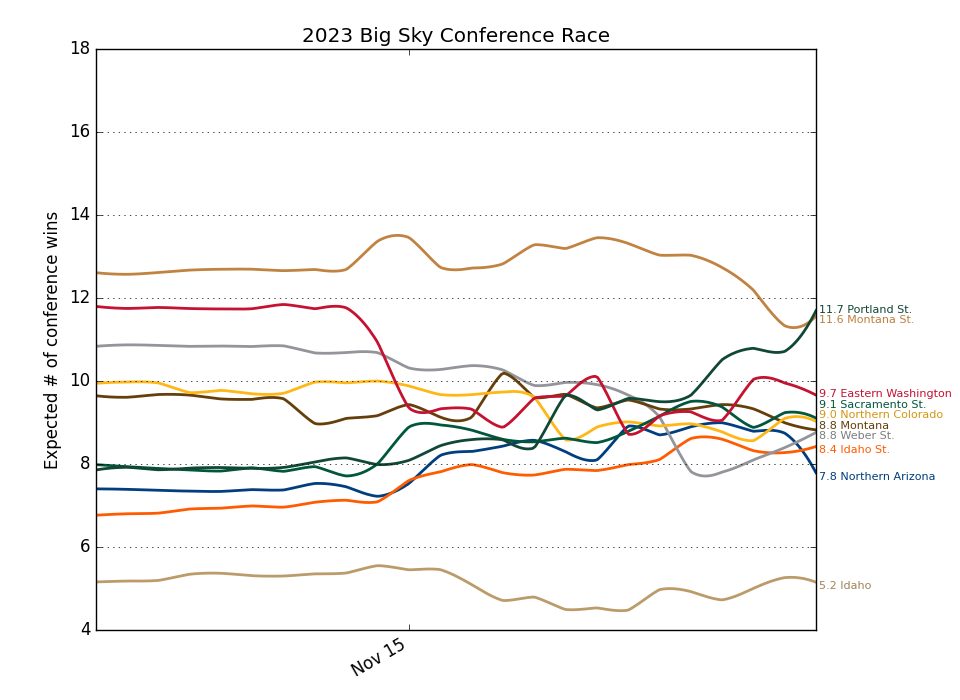 2023 Big Sky Conference Race
Expected # of conference wins
18
16
14
12
10
8
6
4
Nov 15
11.7 Portland St.
11.6 Montana St.
9.7 Eastern Washington
9.1 Sacramento St.
9.0 Northern Colorado
8.8 Montana
8.8 Weber St.
8.4 Idaho St.
7.8 Northern Arizona
5.2 Idaho